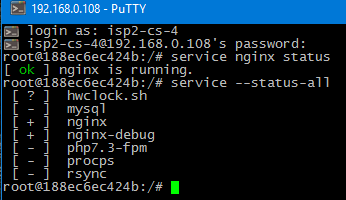 192.168.0.108 - PuTTY
login as: isp2-cs-4
isp2-cs-4@192.168.0.108's password:
root@188ec6ec424b:/# service nginx status
[ ok ] nginx is running.
root@188ec6ec424b:/# service --status-all
[ ? ] hwclock.sh
[ - ] mysql
[ + ] nginx
[ + ] nginx-debug
[ - ] php7.3-fpm
[ - ] procps
[ - ] rsync
root@188ec6ec424b:/#